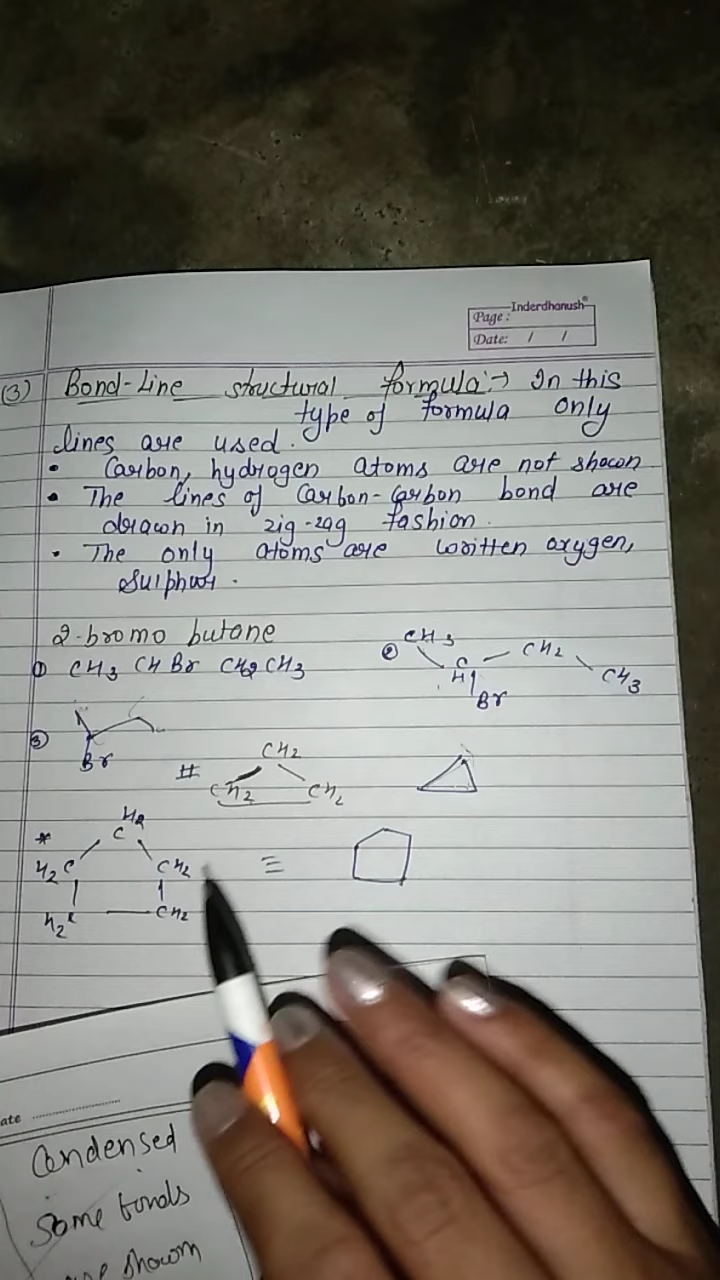 Inderdhanush®
Page:
Date: / /
(3) Bond-Line structural formula:→ In this
type of formula only
lines are used.
• Carbon, hydrogen atoms are not shown
• The lines of Carbon-Carbon bond are
drawn in zig-zag fashion.
• The only atoms are written oxygen,
Sulphur.
2-bromo butane
① CH3 CH Br CH2 CH3
② CH3 CH2
C
H CH3
Br
③
Br
# CH2
CH2 CH2
* H2
C
H2C CH2 ≡
H2C CH2
ate
Condensed
Some bonds
shown